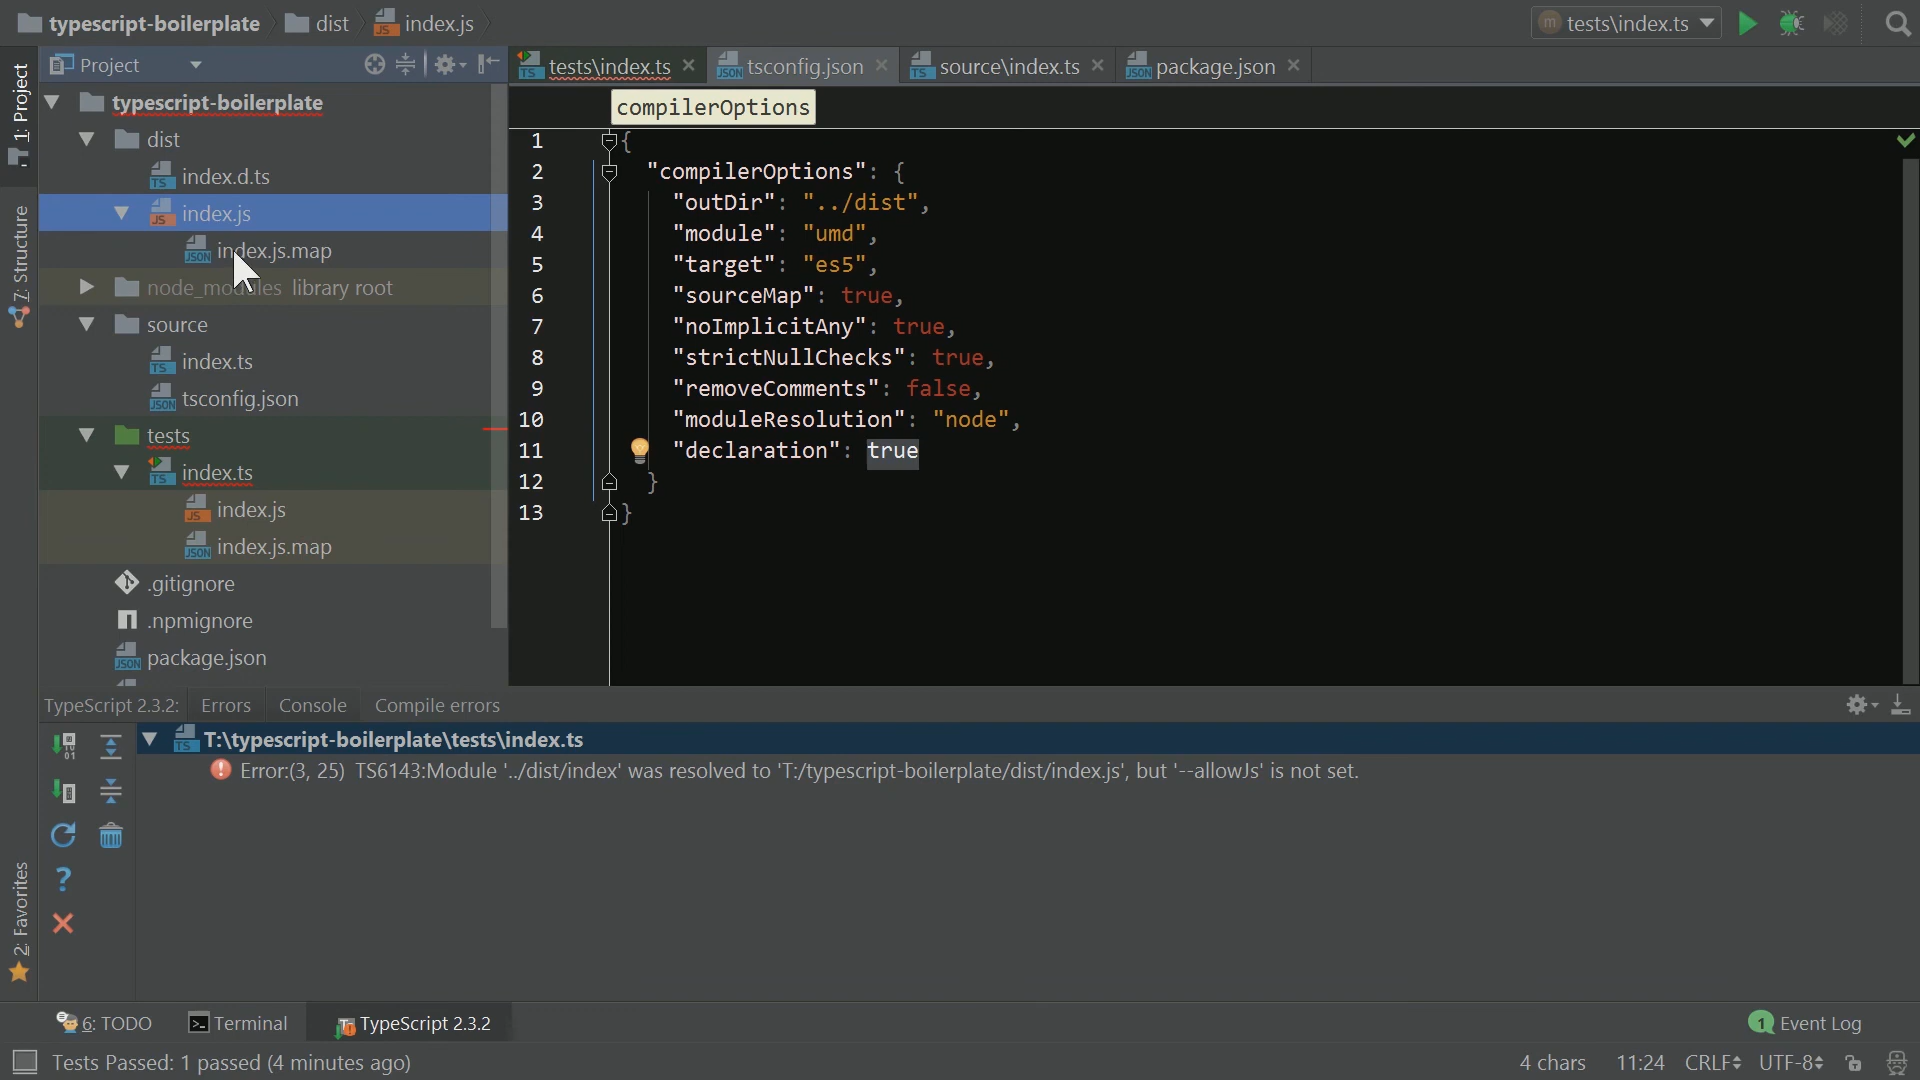 typescript-boilerplate dist index.js
tests\index.ts
1: Project
7: Structure
2: Favorites
Project
typescript-boilerplate
dist
index.d.ts
index.js
index.js.map
node_modules library root
source
index.ts
tsconfig.json
tests
index.ts
index.js
index.js.map
.gitignore
.npmignore
package.json
tests\index.ts tsconfig.json source\index.ts package.json
compilerOptions
1 {
2 "compilerOptions": {
3 "outDir": "../dist",
4 "module": "umd",
5 "target": "es5",
6 "sourceMap": true,
7 "noImplicitAny": true,
8 "strictNullChecks": true,
9 "removeComments": false,
10 "moduleResolution": "node",
11 "declaration": true
12 }
13 }
TypeScript 2.3.2: Errors Console Compile errors
T:\typescript-boilerplate\tests\index.ts
Error:(3, 25) TS6143:Module '../dist/index' was resolved to 'T:/typescript-boilerplate/dist/index.js', but '--allowJs' is not set.
6: TODO Terminal TypeScript 2.3.2 1 Event Log
Tests Passed: 1 passed (4 minutes ago) 4 chars 11:24 CRLF UTF-8